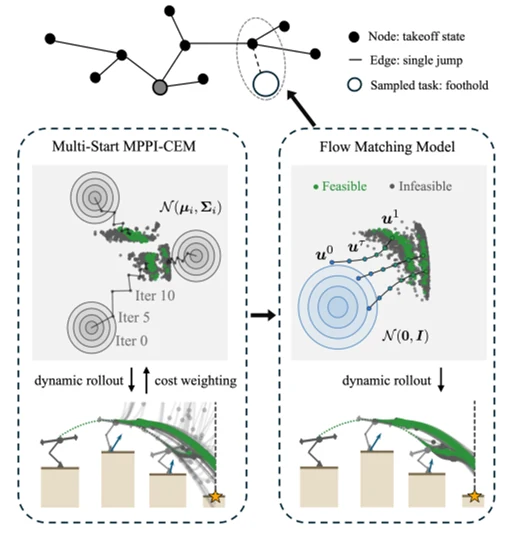 Node: takeoff state
Edge: single jump
Sampled task: foothold
Multi-Start MPPI-CEM
𝒩(μᵢ, Σᵢ)
Iter 10
Iter 5
Iter 0
dynamic rollout
cost weighting
Flow Matching Model
Feasible
Infeasible
u¹
u⁰ uᵗ
𝒩(0, I)
dynamic rollout